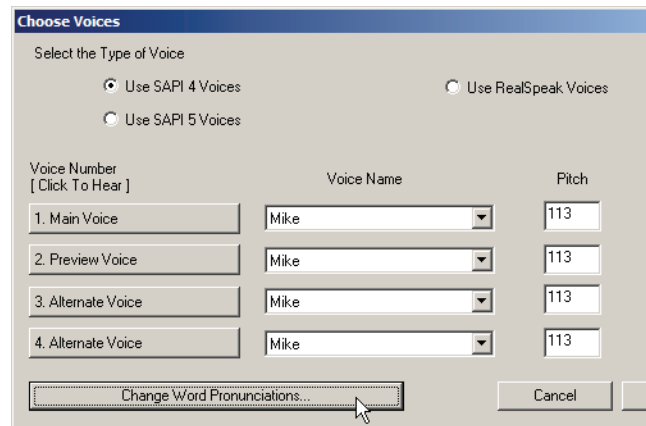 Choose Voices
Select the Type of Voice
Use SAPI 4 Voices
Use RealSpeak Voices
Use SAPI 5 Voices
Voice Number
[ Click To Hear ]
Voice Name
Pitch
1. Main Voice
Mike
113
2. Preview Voice
Mike
113
3. Alternate Voice
Mike
113
4. Alternate Voice
Mike
113
Change Word Pronunciations...
Cancel